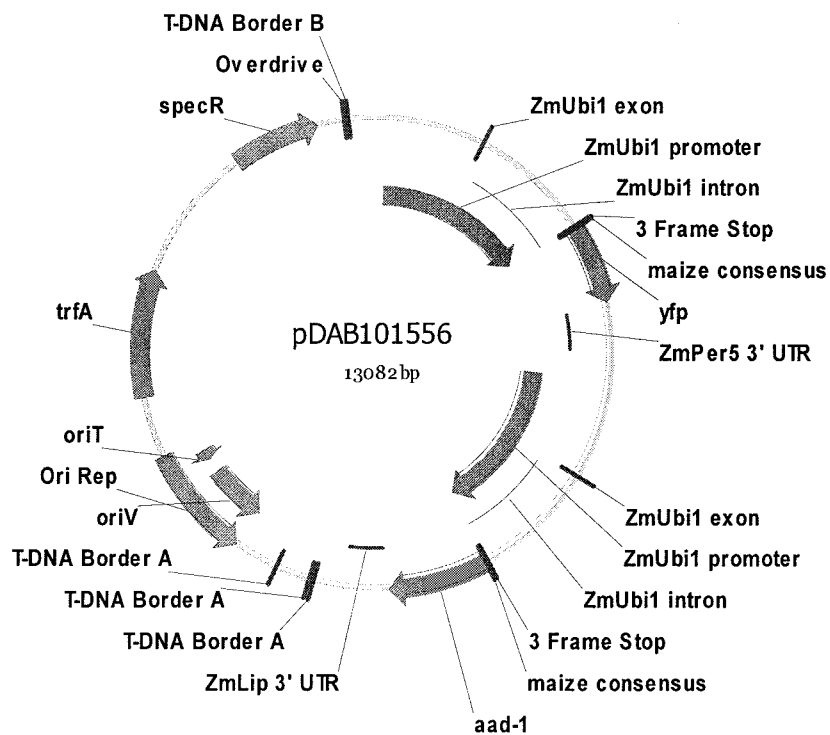 T-DNA Border B
Overdrive
specR
ZmUbi1 exon
ZmUbi1 promoter
ZmUbi1 intron
3 Frame Stop
maize consensus
yfp
ZmPer5 3' UTR
trfA
pDAB101556
13082bp
oriT
Ori Rep
oriV
T-DNA Border A
T-DNA Border A
T-DNA Border A
ZmLip 3' UTR
ZmUbi1 exon
ZmUbi1 promoter
ZmUbi1 intron
3 Frame Stop
maize consensus
aad-1